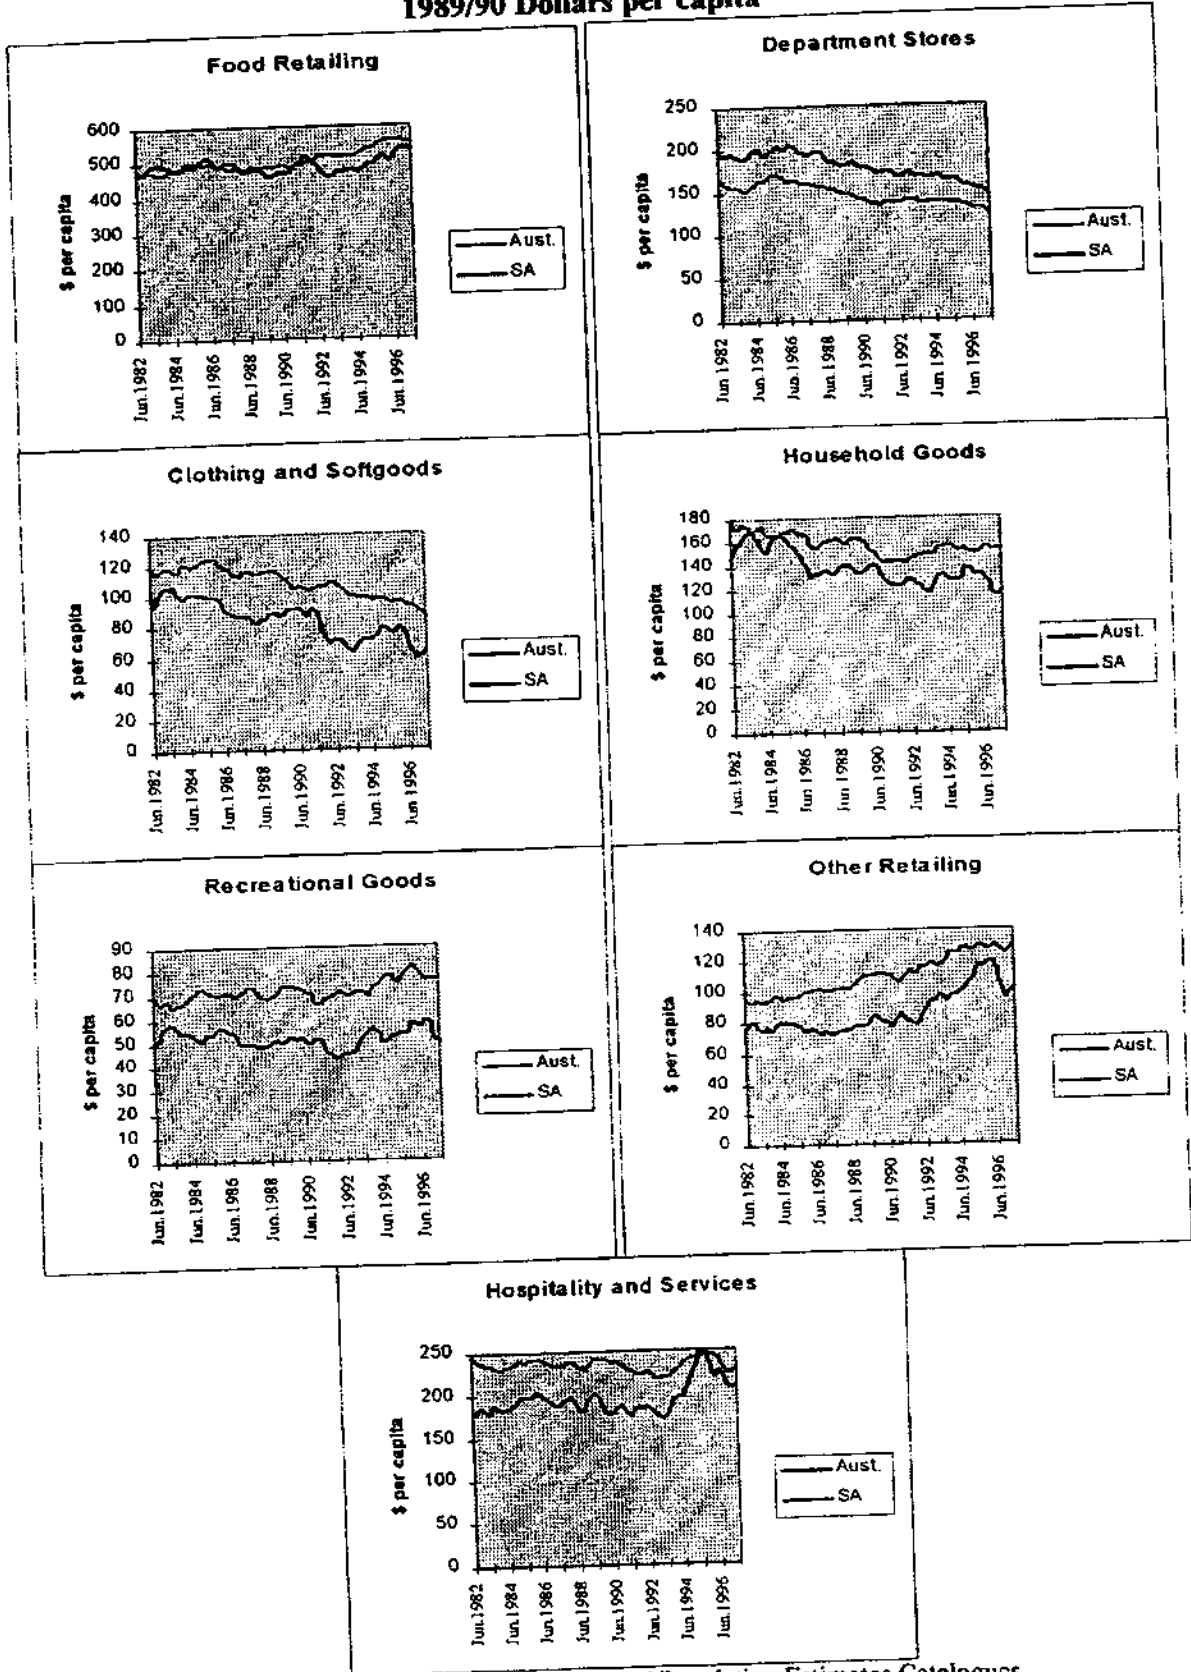 1989/90 Dollars per capita
Food Retailing
600
500
400
300
200
100
0
$ per capita
Jun.1982
Jun.1984
Jun.1986
Jun.1988
Jun.1990
Jun.1992
Jun.1994
Jun.1996
Aust.
SA
Department Stores
250
200
150
100
50
0
$ per capita
Jun 1982
Jun.1984
Jun.1986
Jun.1988
Jun.1990
Jun.1992
Jun.1994
Jun 1996
Aust.
SA
Clothing and Softgoods
140
120
100
80
60
40
20
0
$ per capita
Jun.1982
Jun.1984
Jun.1986
Jun.1988
Jun.1990
Jun.1992
Jun.1994
Jun 1996
Aust.
SA
Household Goods
180
160
140
120
100
80
60
40
20
0
$ per capita
Jun.1982
Jun.1984
Jun 1986
Jun 1988
Jun.1990
Jun.1992
Jun.1994
Jun.1996
Aust.
SA
Recreational Goods
90
80
70
60
50
40
30
20
10
0
$ per capita
Jun.1982
Jun.1984
Jun.1986
Jun.1988
Jun.1990
Jun.1992
Jun.1994
Jun.1996
Aust.
SA
Other Retailing
140
120
100
80
60
40
20
0
$ per capita
Jun.1982
Jun.1984
Jun.1986
Jun.1988
Jun.1990
Jun.1992
Jun.1994
Jun.1996
Aust.
SA
Hospitality and Services
250
200
150
100
50
0
$ per capita
Jun.1982
Jun.1984
Jun.1986
Jun.1988
Jun.1990
Jun.1992
Jun.1994
Jun.1996
Aust.
SA
Estimates Catalogues